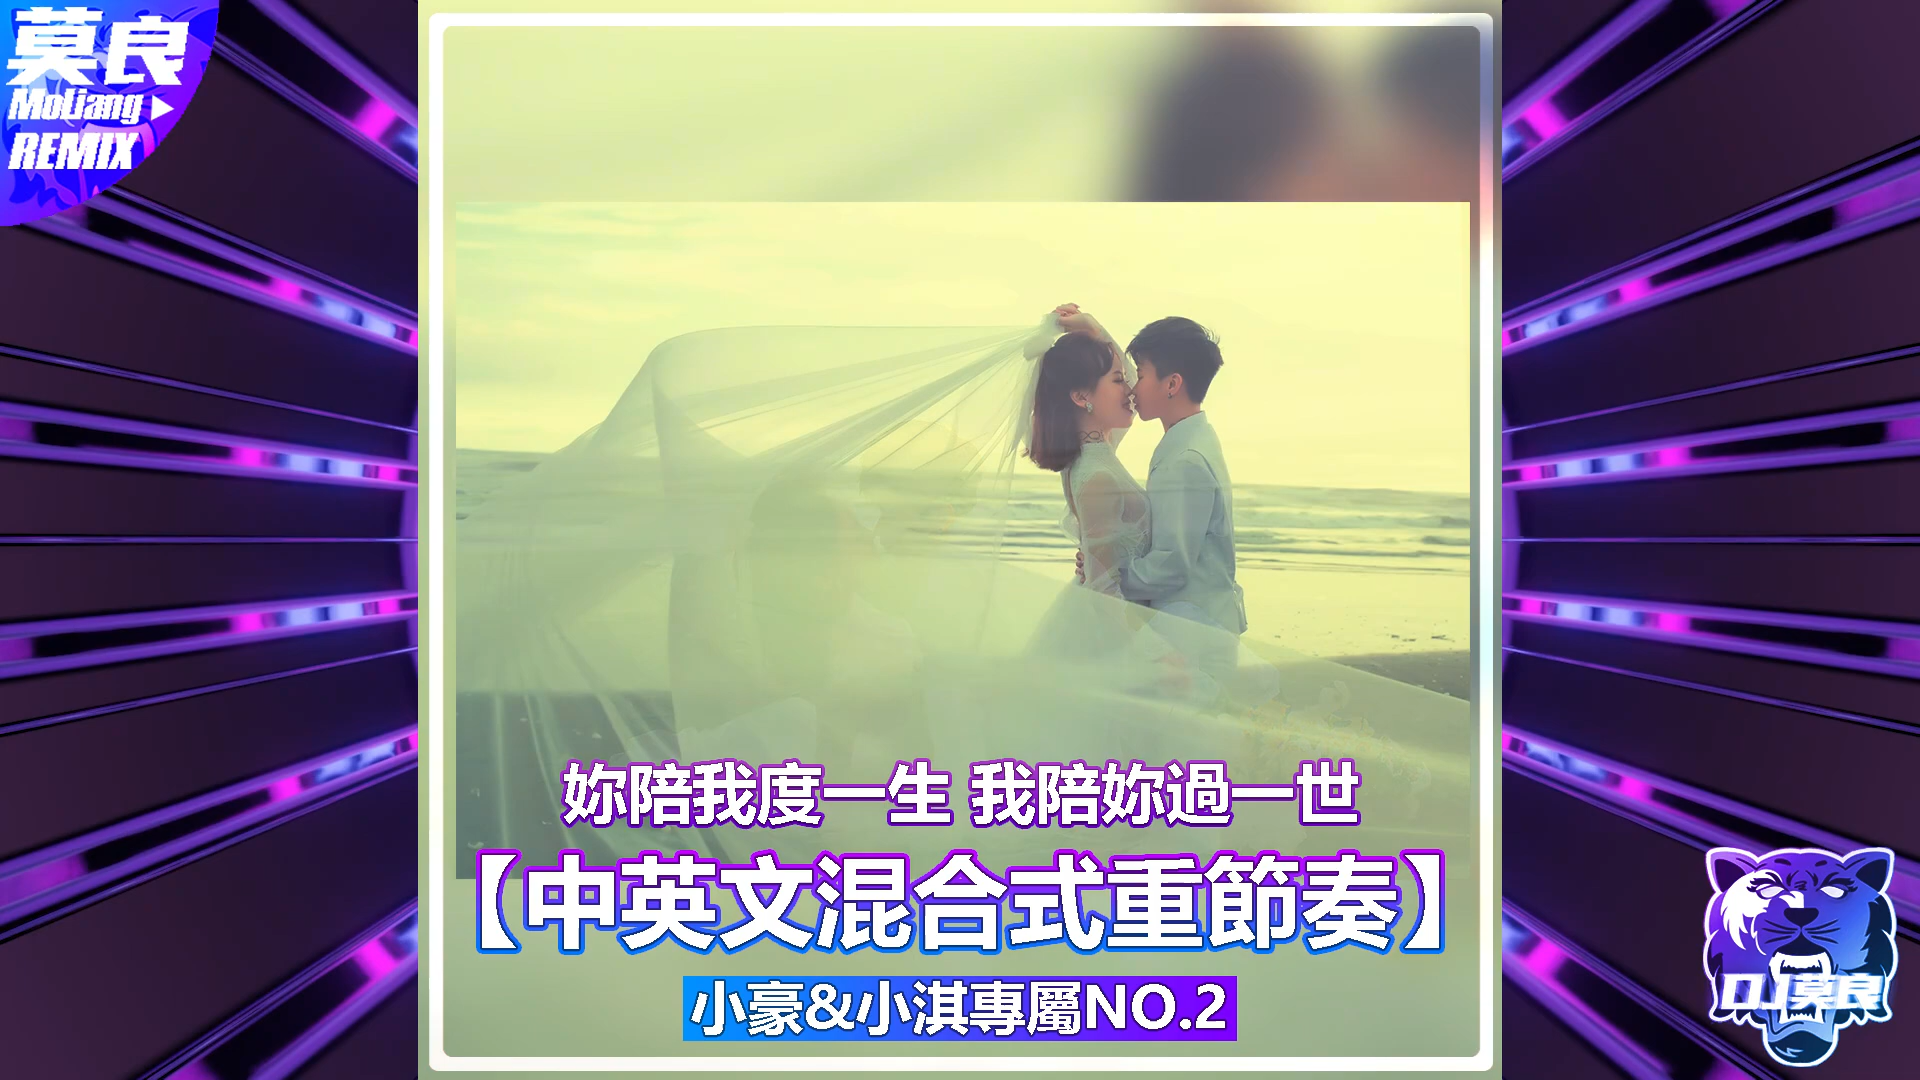 莫良
MoLiang
REMIX
妳陪我度一生 我陪妳過一世
【中英文混合式重節奏】
小豪&小淇專屬NO.2
DJ莫良